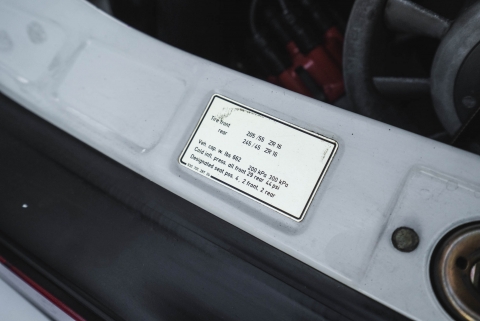 Tire front 205/55 ZR 16
rear 245/45 ZR 16
Veh. cap. w. lbs 662
Cold infl. press. all front 29 rear 44 psi
200 kPa 300 kPa
Designated seat pos. 4, 2 front, 2 rear